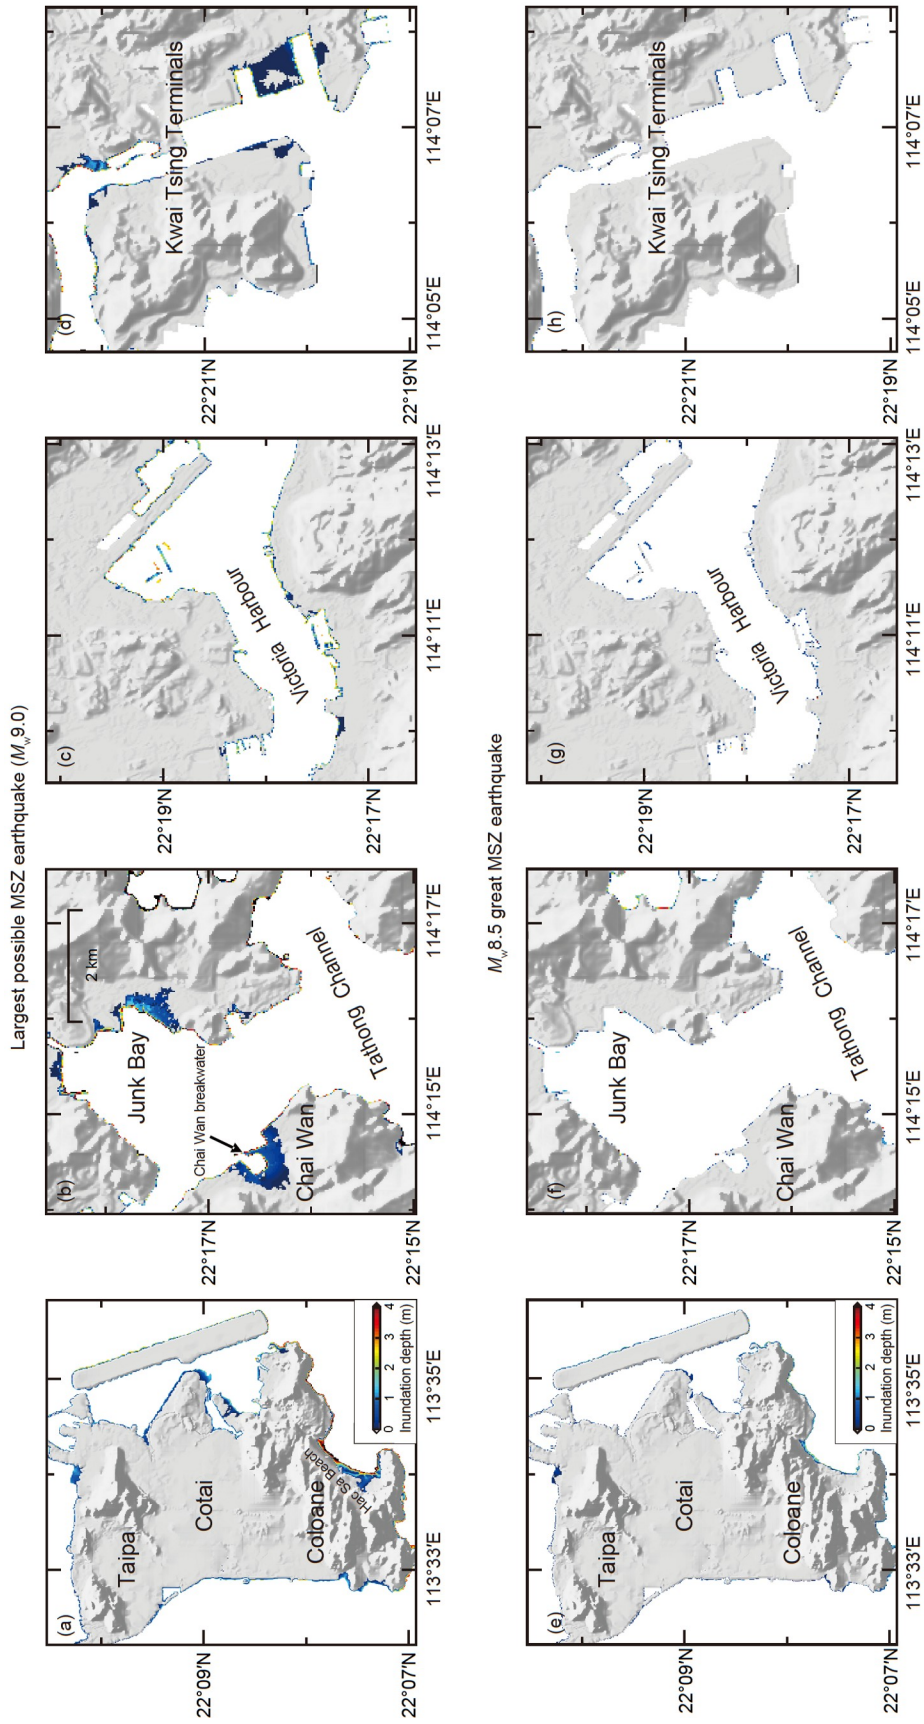 Largest possible MSZ earthquake (Mw9.0)
(a)
Taipa
Cotai
Coloane
Hac Sa Beach
0 1 2 3 4
Inundation depth (m)
22°09′N
22°07′N
113°33′E
113°35′E
(b)
2 km
Junk Bay
Chai Wan breakwater
Chai Wan
Tathong Channel
22°17′N
22°15′N
114°15′E
114°17′E
(c)
Victoria Harbour
22°19′N
22°17′N
114°11′E
114°13′E
(d)
Kwai Tsing Terminals
22°21′N
22°19′N
114°05′E
114°07′E
Mw8.5 great MSZ earthquake
(e)
Taipa
Cotai
Coloane
0 1 2 3 4
Inundation depth (m)
22°09′N
22°07′N
113°33′E
113°35′E
(f)
Junk Bay
Chai Wan
Tathong Channel
22°17′N
22°15′N
114°15′E
114°17′E
(g)
Victoria Harbour
22°19′N
22°17′N
114°11′E
114°13′E
(h)
Kwai Tsing Terminals
22°21′N
22°19′N
114°05′E
114°07′E